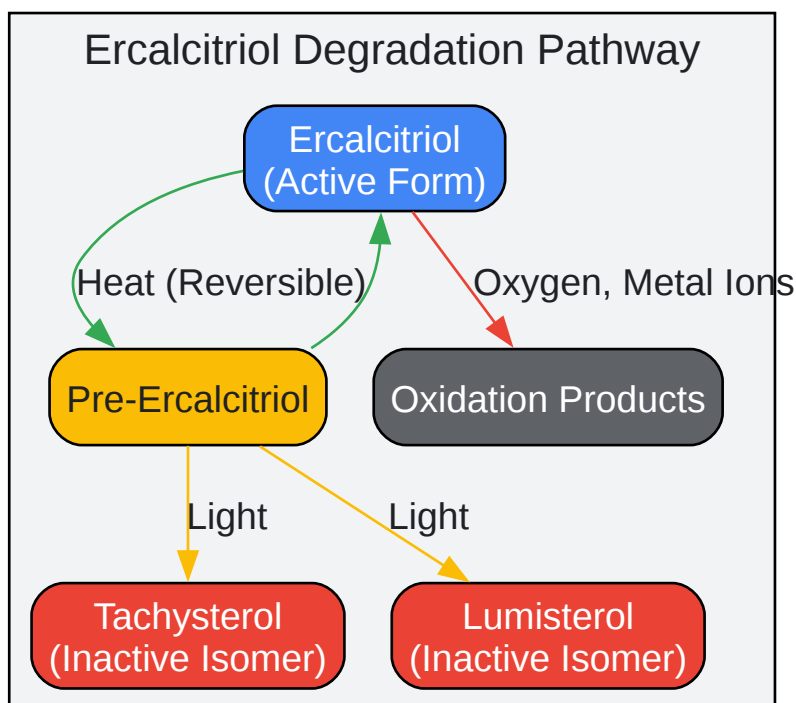 Ercalcitriol Degradation Pathway
Ercalcitriol
(Active Form)
Heat (Reversible)
Oxygen, Metal Ions
Pre-Ercalcitriol
Oxidation Products
Light
Light
Tachysterol
(Inactive Isomer)
Lumisterol
(Inactive Isomer)